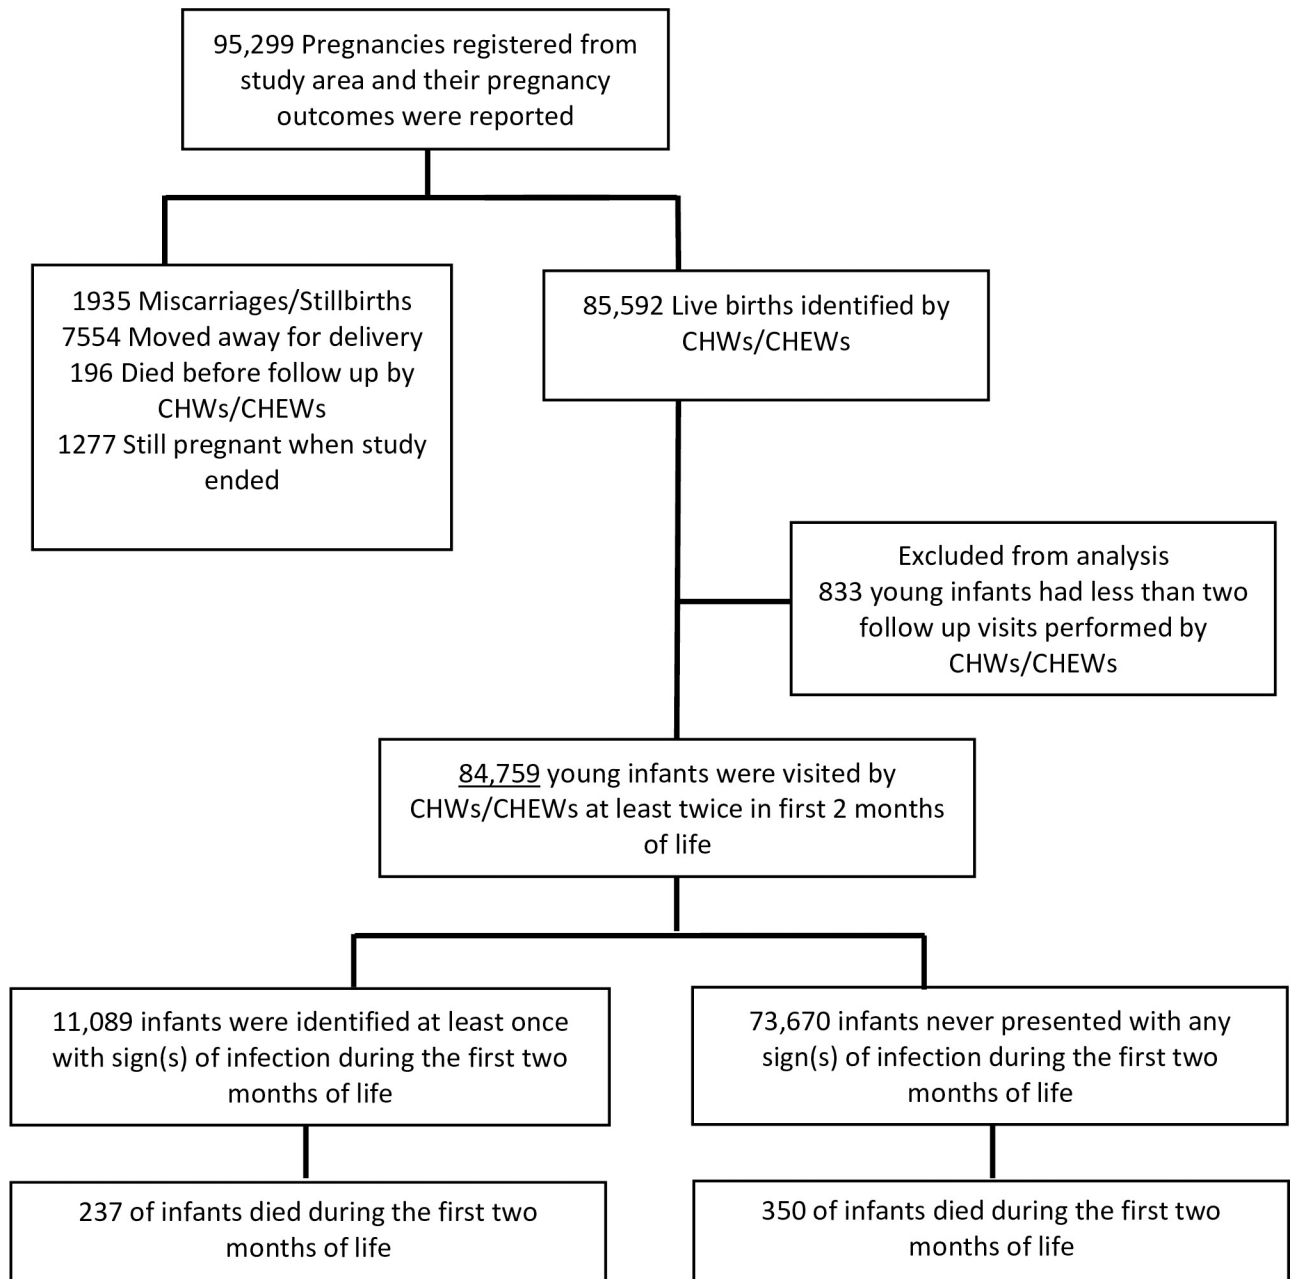 95,299 Pregnancies registered from
study area and their pregnancy
outcomes were reported
1935 Miscarriages/Stillbirths
7554 Moved away for delivery
196 Died before follow up by
CHWs/CHEWs
1277 Still pregnant when study
ended
85,592 Live births identified by
CHWs/CHEWs
Excluded from analysis
833 young infants had less than two
follow up visits performed by
CHWs/CHEWs
84,759 young infants were visited by
CHWs/CHEWs at least twice in first 2 months
of life
11,089 infants were identified at least once
with sign(s) of infection during the first two
months of life
73,670 infants never presented with any
sign(s) of infection during the first two
months of life
237 of infants died during the first two
months of life
350 of infants died during the first two
months of life